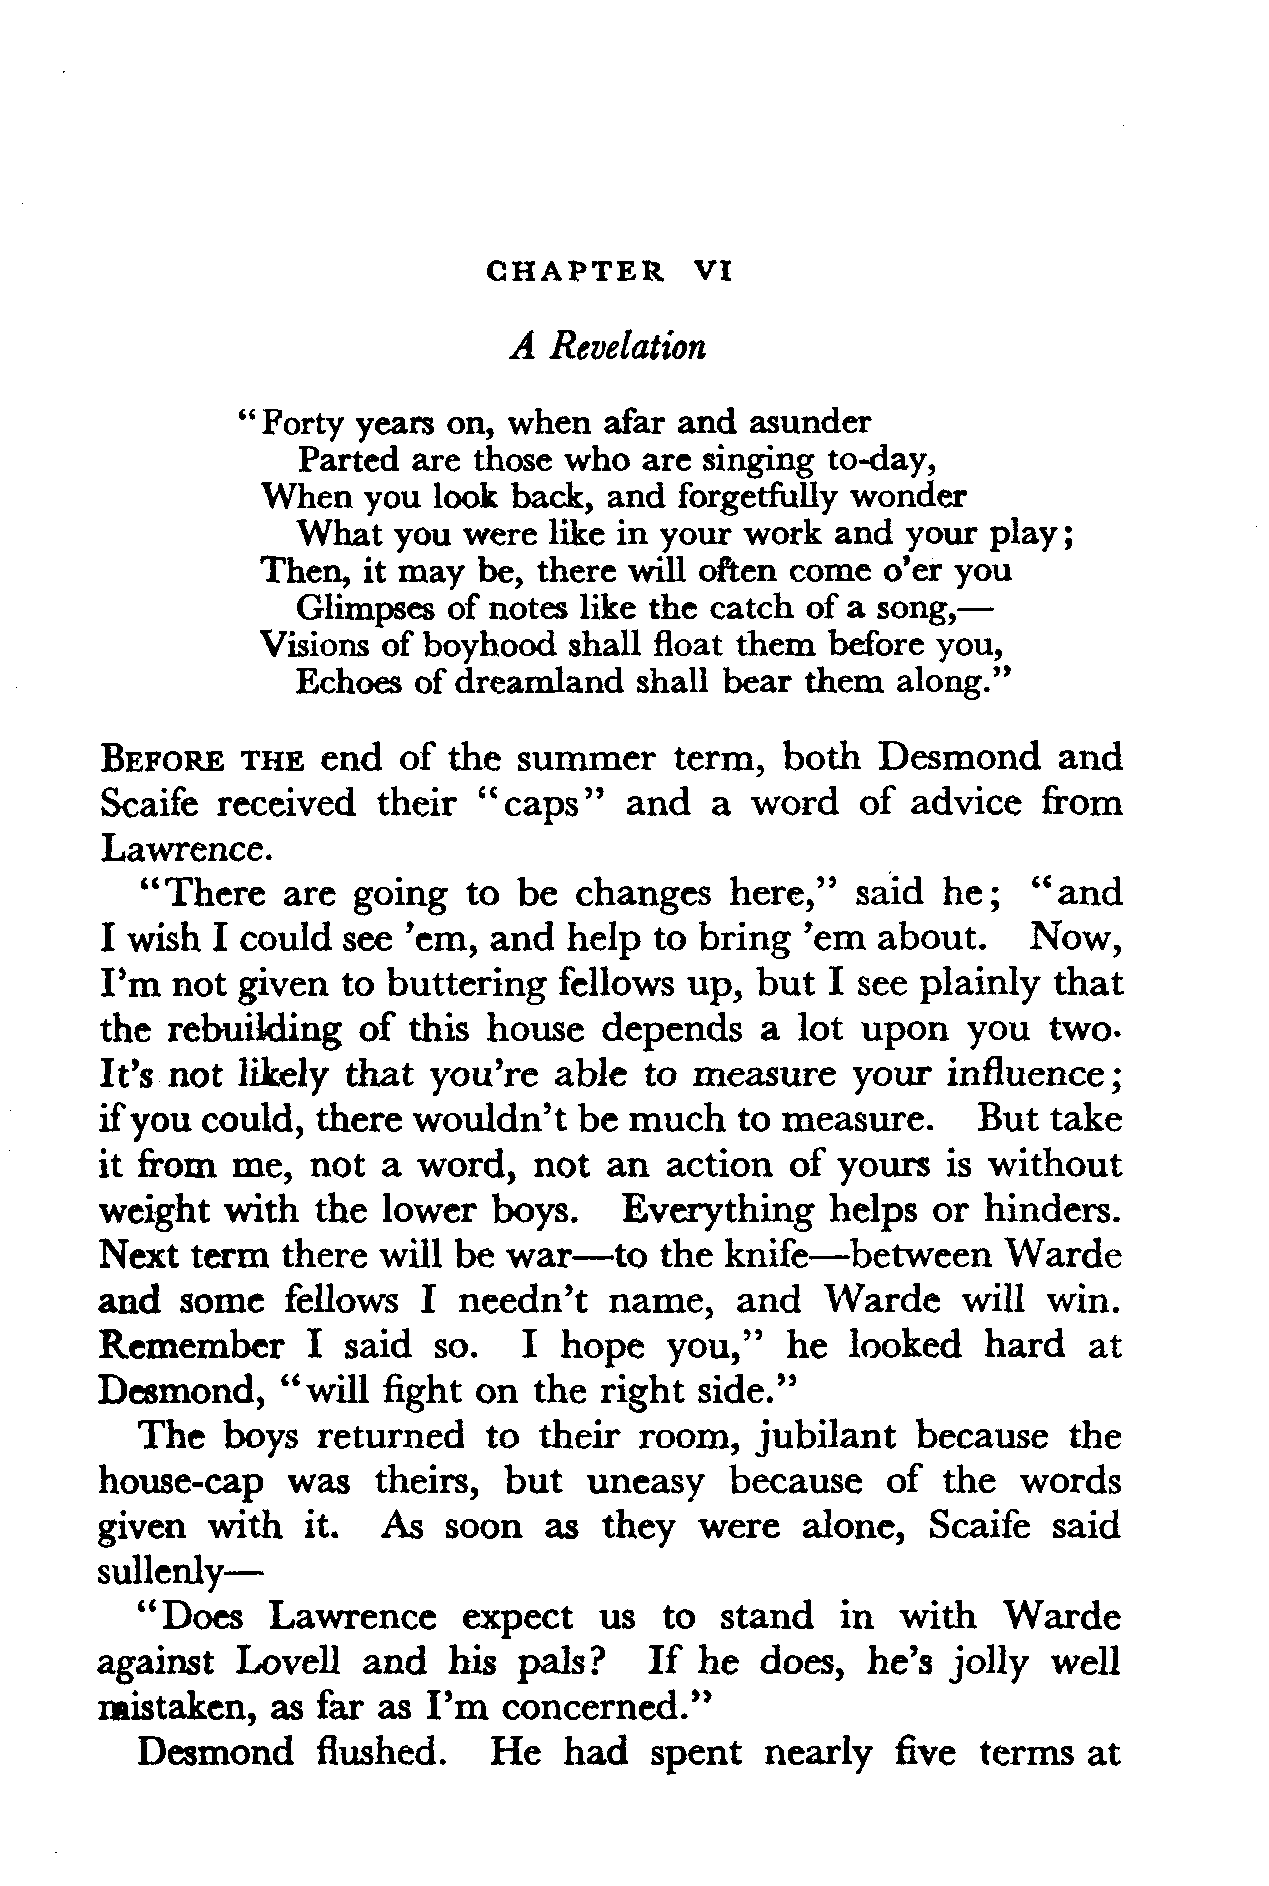 CHAPTER VI
A Revelation
“Forty years on, when afar and asunder
Parted are those who are singing to-day,
When you look back, and forgetfully wonder
What you were like in your work and your play;
Then, it may be, there will often come o’er you
Glimpses of notes like the catch of a song,—
Visions of boyhood shall float them before you,
Echoes of dreamland shall bear them along.”
BEFORE THE end of the summer term, both Desmond and
Scaife received their “caps” and a word of advice from
Lawrence.
“There are going to be changes here,” said he; “and
I wish I could see ’em, and help to bring ’em about. Now,
I’m not given to buttering fellows up, but I see plainly that
the rebuilding of this house depends a lot upon you two.
It’s not likely that you’re able to measure your influence;
if you could, there wouldn’t be much to measure. But take
it from me, not a word, not an action of yours is without
weight with the lower boys. Everything helps or hinders.
Next term there will be war—to the knife—between Warde
and some fellows I needn’t name, and Warde will win.
Remember I said so. I hope you,” he looked hard at
Desmond, “will fight on the right side.”
The boys returned to their room, jubilant because the
house-cap was theirs, but uneasy because of the words
given with it. As soon as they were alone, Scaife said
sullenly—
“Does Lawrence expect us to stand in with Warde
against Lovell and his pals? If he does, he’s jolly well
mistaken, as far as I’m concerned.”
Desmond flushed. He had spent nearly five terms at